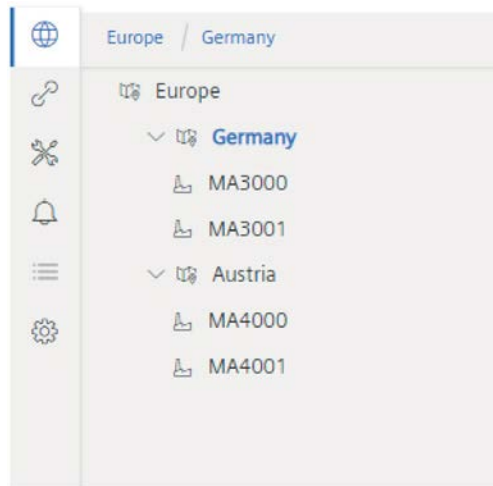 Europe / Germany
Europe
Germany
MA3000
MA3001
Austria
MA4000
MA4001